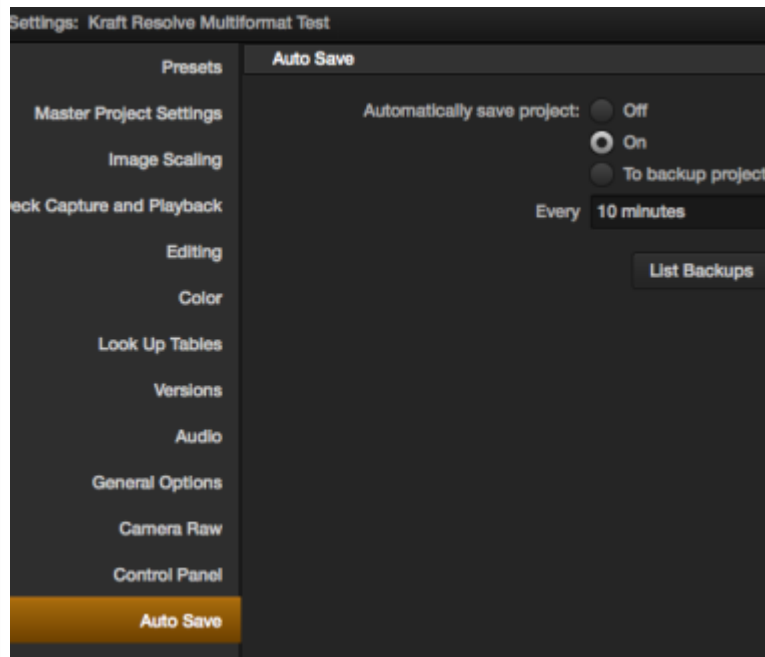 Settings: Kraft Resolve Multiformat Test
Presets
Master Project Settings
Image Scaling
eck Capture and Playback
Editing
Color
Look Up Tables
Versions
Audio
General Options
Camera Raw
Control Panel
Auto Save
Auto Save
Automatically save project: Off
On
To backup project
Every 10 minutes
List Backups